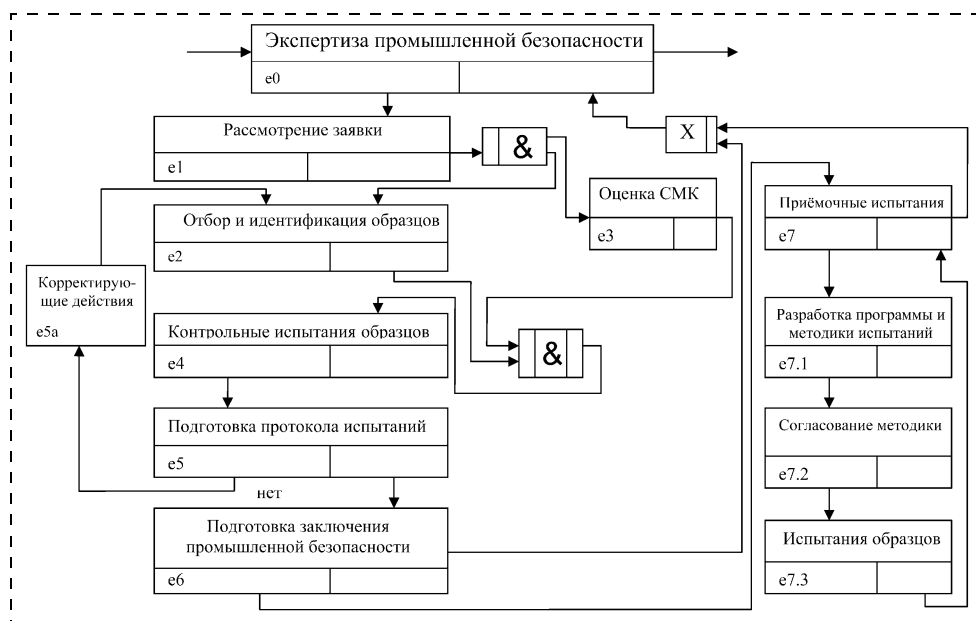 Экспертиза промышленной безопасности
e0
Рассмотрение заявки
e1
&
X
Отбор и идентификация образцов
e2
Оценка СМК
e3
Приёмочные испытания
e7
Корректирую-
щие действия
e5a
Контрольные испытания образцов
e4
&
Разработка программы и
методики испытаний
e7.1
Подготовка протокола испытаний
e5
нет
Согласование методики
e7.2
Подготовка заключения
промышленной безопасности
e6
Испытания образцов
e7.3